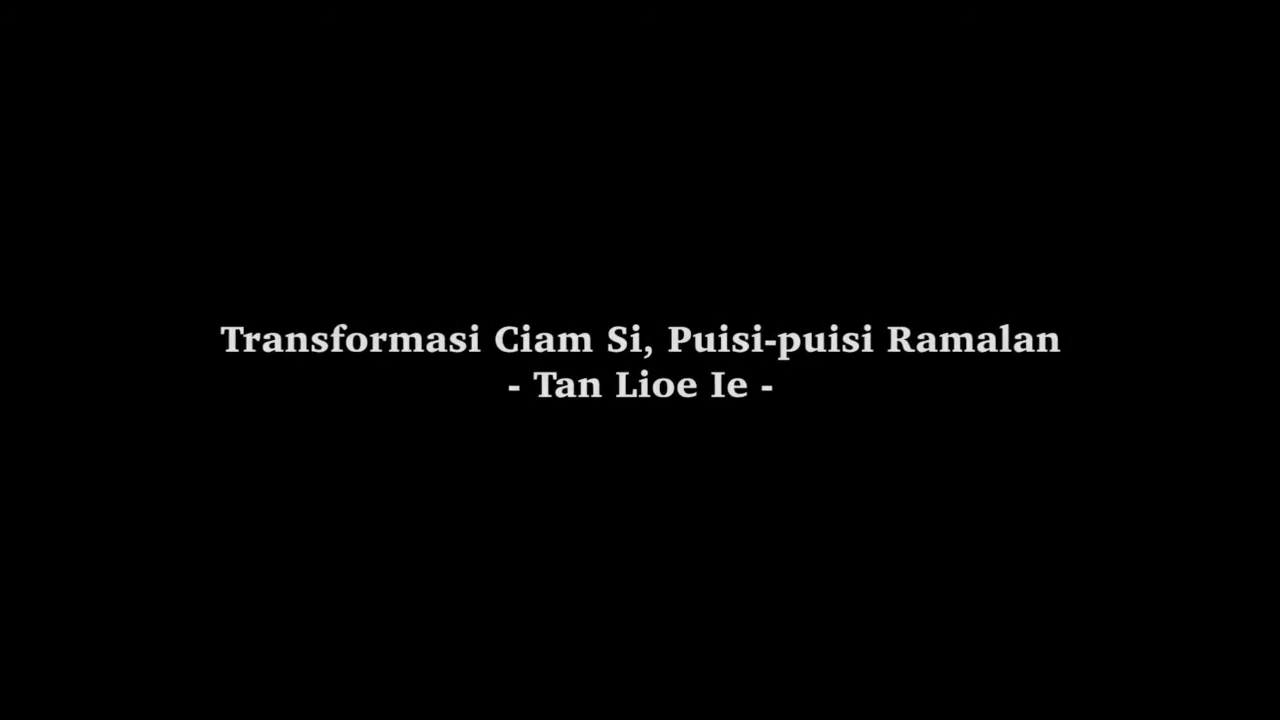 Transformasi Ciam Si, Puisi-puisi Ramalan
- Tan Lioe Ie -